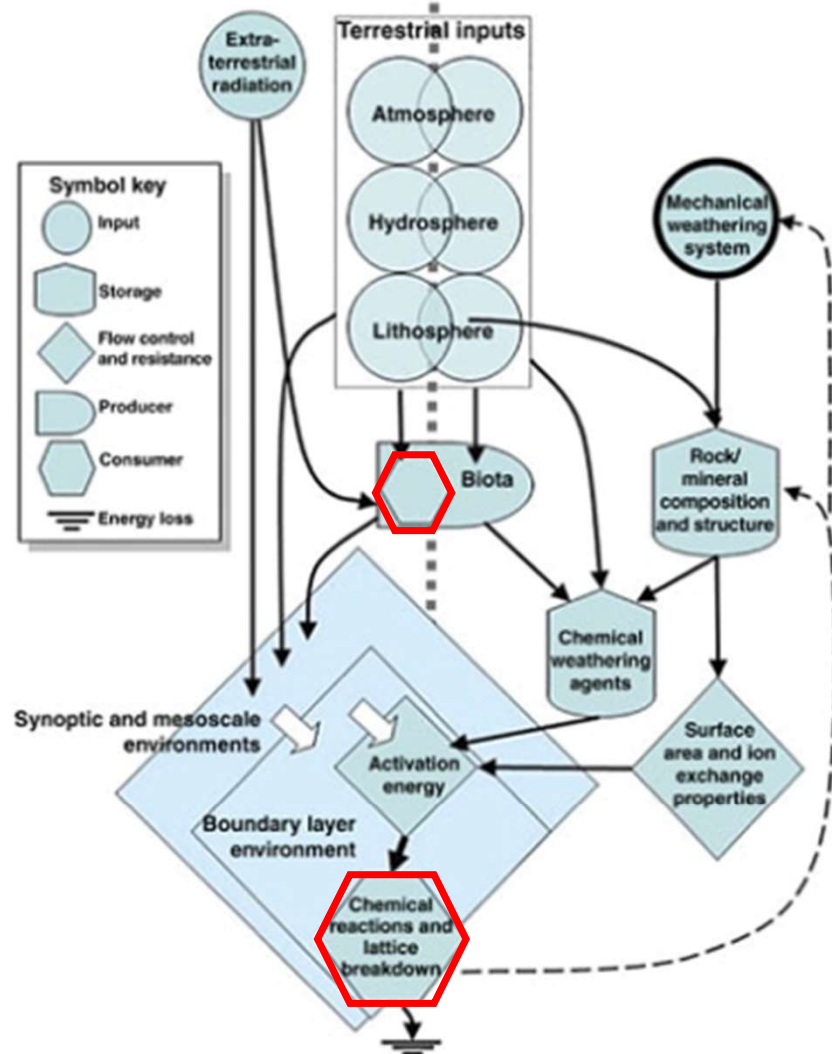 Extra-
terrestrial
radiation
Terrestrial inputs
Atmosphere
Hydrosphere
Lithosphere
Mechanical
weathering
system
Symbol key
Input
Storage
Flow control
and resistance
Producer
Consumer
Energy loss
Biota
Rock/
mineral
composition
and structure
Chemical
weathering
agents
Synoptic and mesoscale
environments
Activation
energy
Surface
area and ion
exchange
properties
Boundary layer
environment
Chemical
reactions and
lattice
breakdown